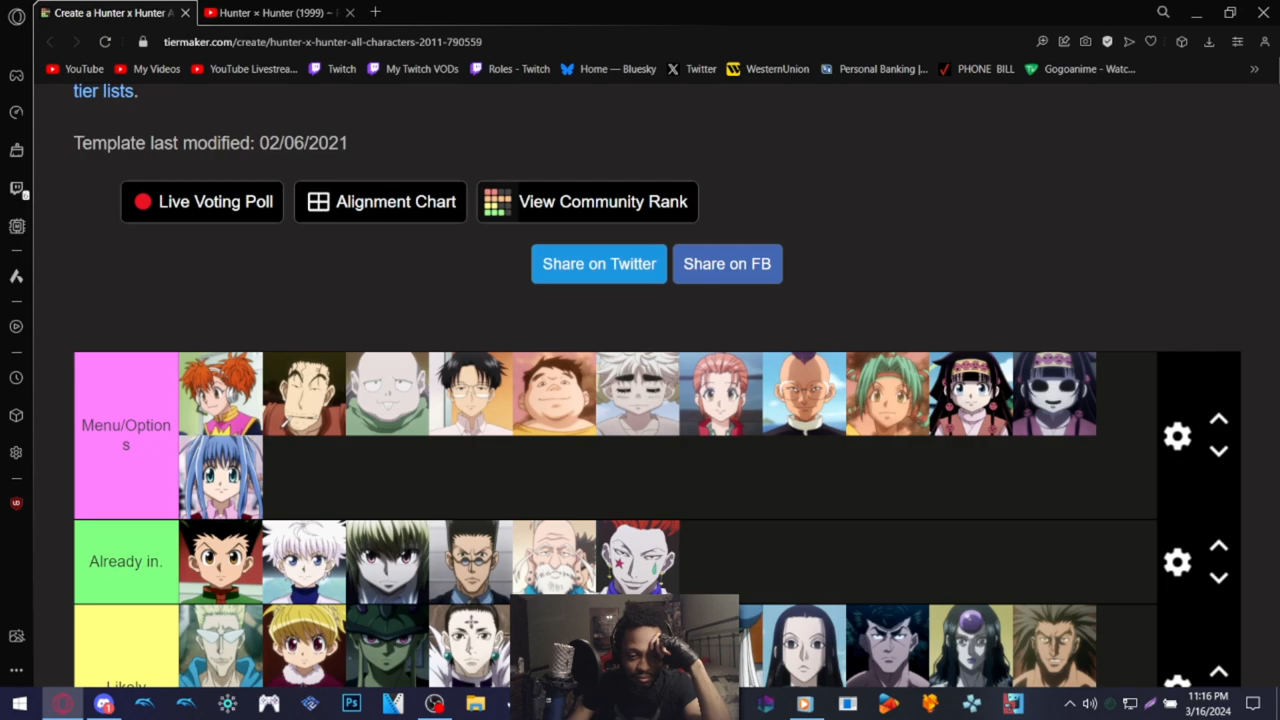 Create a Hunter x Hunter A
Hunter × Hunter (1999) –
tiermaker.com/create/hunter-x-hunter-all-characters-2011-790559
YouTube
My Videos
YouTube Livestrea...
Twitch
My Twitch VODs
Roles - Twitch
Home — Bluesky
Twitter
WesternUnion
Personal Banking |...
PHONE BILL
Gogoanime - Watc...
tier lists.
Template last modified: 02/06/2021
Live Voting Poll
Alignment Chart
View Community Rank
Share on Twitter
Share on FB
Menu/Option
s
Already in.
Likely
11:16 PM
3/16/2024